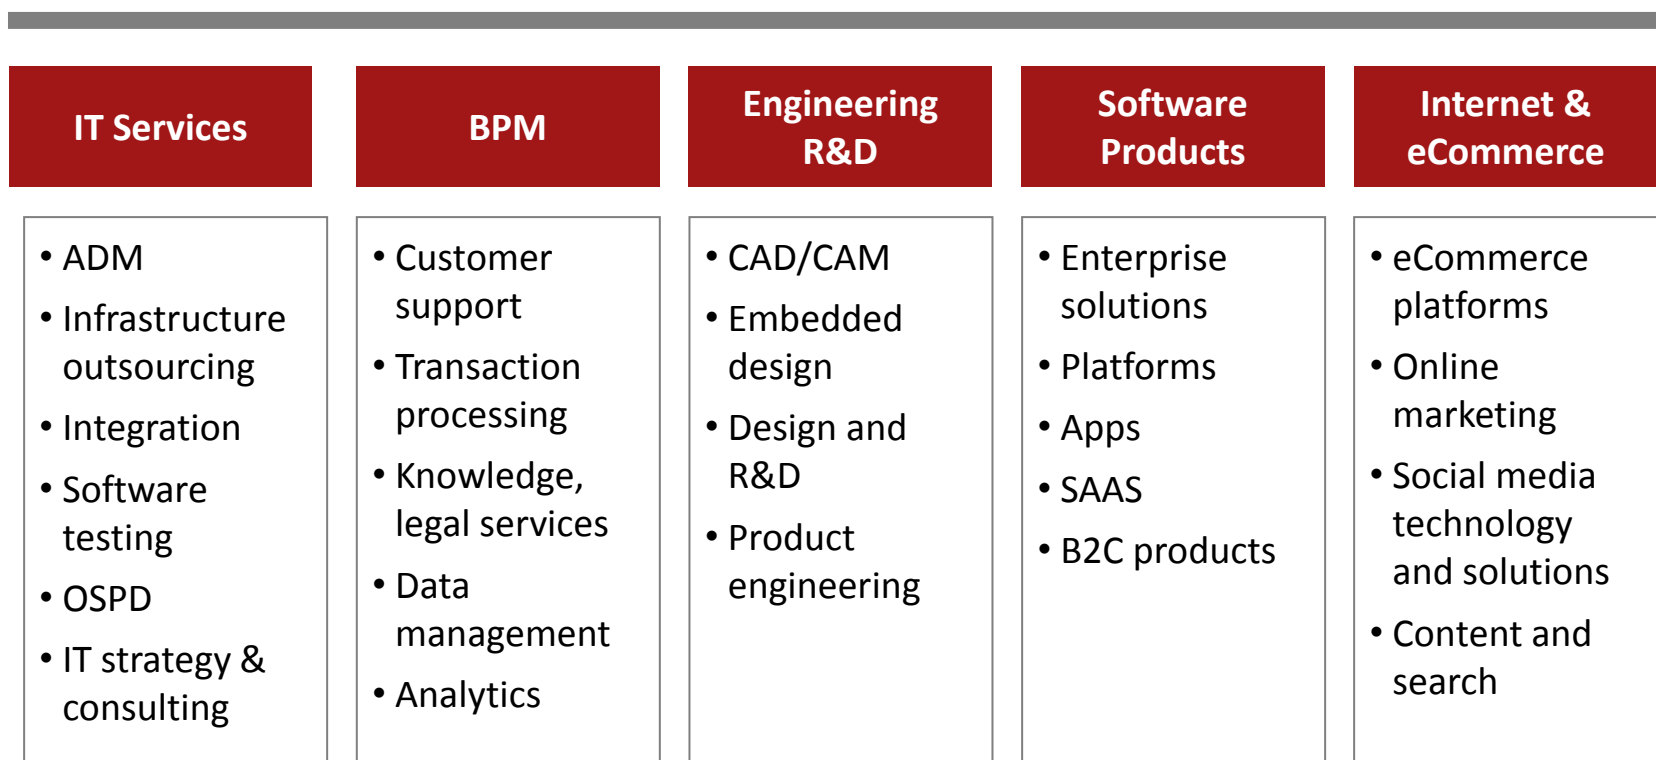 IT Services
BPM
Engineering
R&D
Software
Products
Internet &
eCommerce
• ADM
• Infrastructure
outsourcing
• Integration
• Software
testing
• OSPD
• IT strategy &
consulting
• Customer
support
• Transaction
processing
• Knowledge,
legal services
• Data
management
• Analytics
• CAD/CAM
• Embedded
design
• Design and
R&D
• Product
engineering
• Enterprise
solutions
• Platforms
• Apps
• SAAS
• B2C products
• eCommerce
platforms
• Online
marketing
• Social media
technology
and solutions
• Content and
search